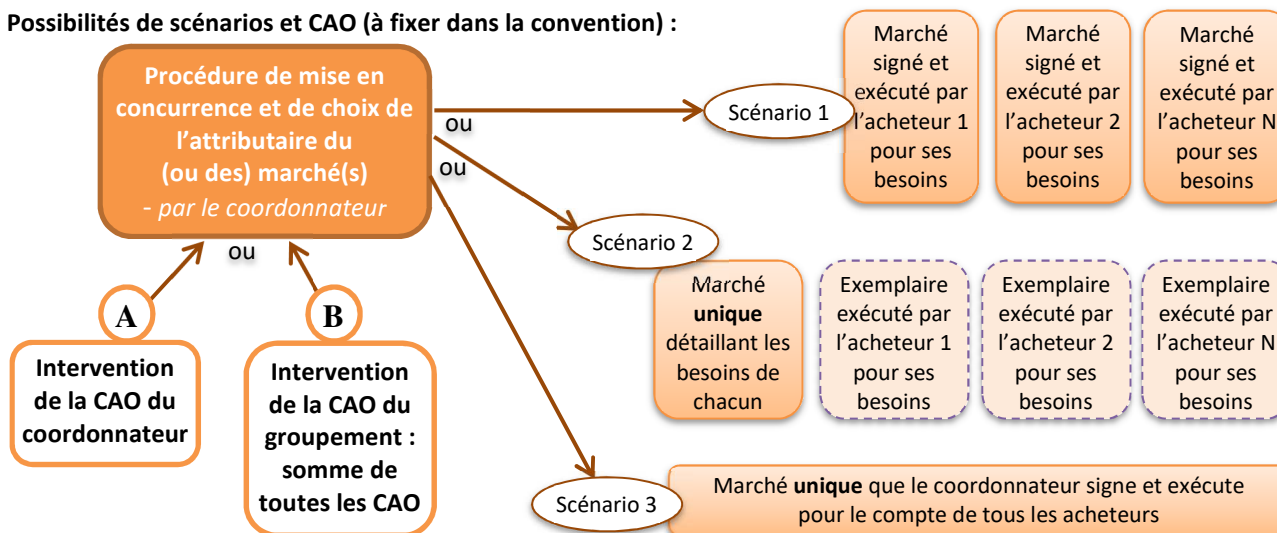 Possibilités de scénarios et CAO (à fixer dans la convention) :
Procédure de mise en
concurrence et de choix de
l’attributaire du
(ou des) marché(s)
- par le coordonnateur
ou
ou
ou
A
Intervention
de la CAO du
coordonnateur
B
Intervention
de la CAO du
groupement :
somme de
toutes les CAO
Scénario 1
Marché
signé et
exécuté par
l’acheteur 1
pour ses
besoins
Marché
signé et
exécuté par
l’acheteur 2
pour ses
besoins
Marché
signé et
exécuté par
l’acheteur N
pour ses
besoins
Scénario 2
Marché
unique
détaillant les
besoins de
chacun
Exemplaire
exécuté par
l’acheteur 1
pour ses
besoins
Exemplaire
exécuté par
l’acheteur 2
pour ses
besoins
Exemplaire
exécuté par
l’acheteur N
pour ses
besoins
Scénario 3
Marché unique que le coordonnateur signe et exécute
pour le compte de tous les acheteurs